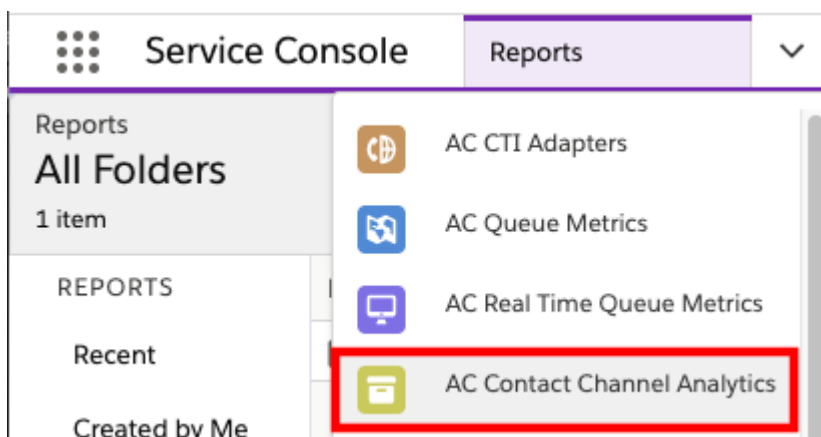 Service Console
Reports
Reports
All Folders
1 item
REPORTS
Recent
Created by Me
AC CTI Adapters
AC Queue Metrics
AC Real Time Queue Metrics
AC Contact Channel Analytics